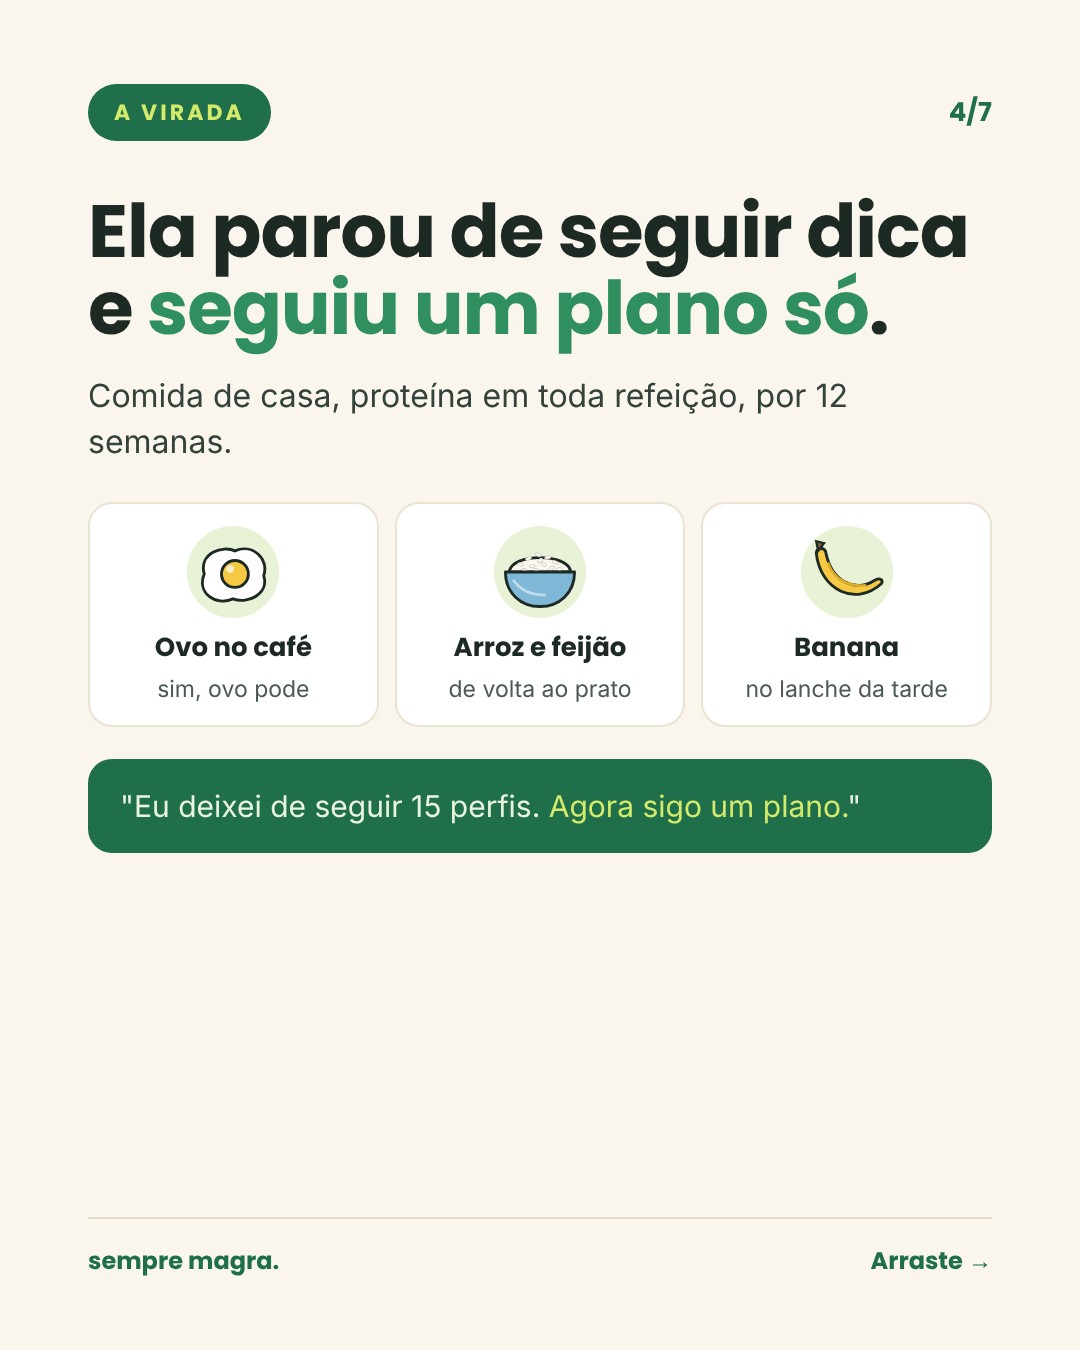 A VIRADA
4/7
Ela parou de seguir dica
e seguiu um plano só.
Comida de casa, proteína em toda refeição, por 12
semanas.
Ovo no café
sim, ovo pode
Arroz e feijão
de volta ao prato
Banana
no lanche da tarde
"Eu deixei de seguir 15 perfis. Agora sigo um plano."
sempre magra.
Arraste →